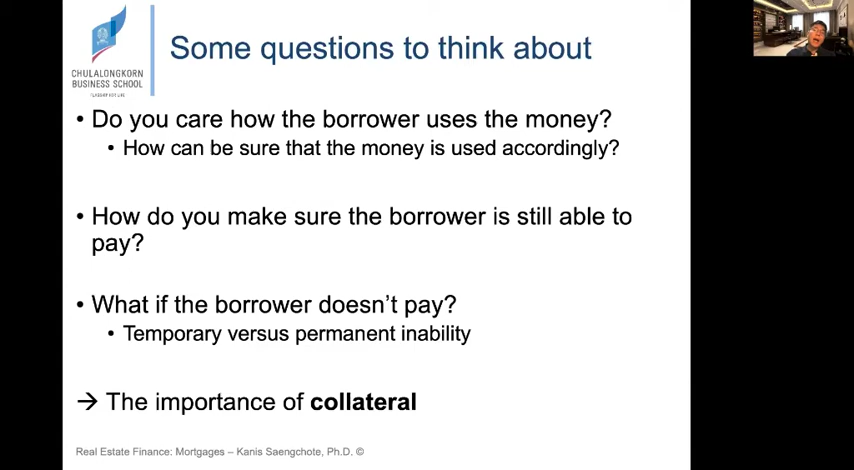 CHULALONGKORN
BUSINESS SCHOOL
Some questions to think about
• Do you care how the borrower uses the money?
• How can be sure that the money is used accordingly?
• How do you make sure the borrower is still able to
pay?
• What if the borrower doesn't pay?
• Temporary versus permanent inability
→ The importance of collateral
Real Estate Finance: Mortgages – Kanis Saengchote, Ph.D. ©